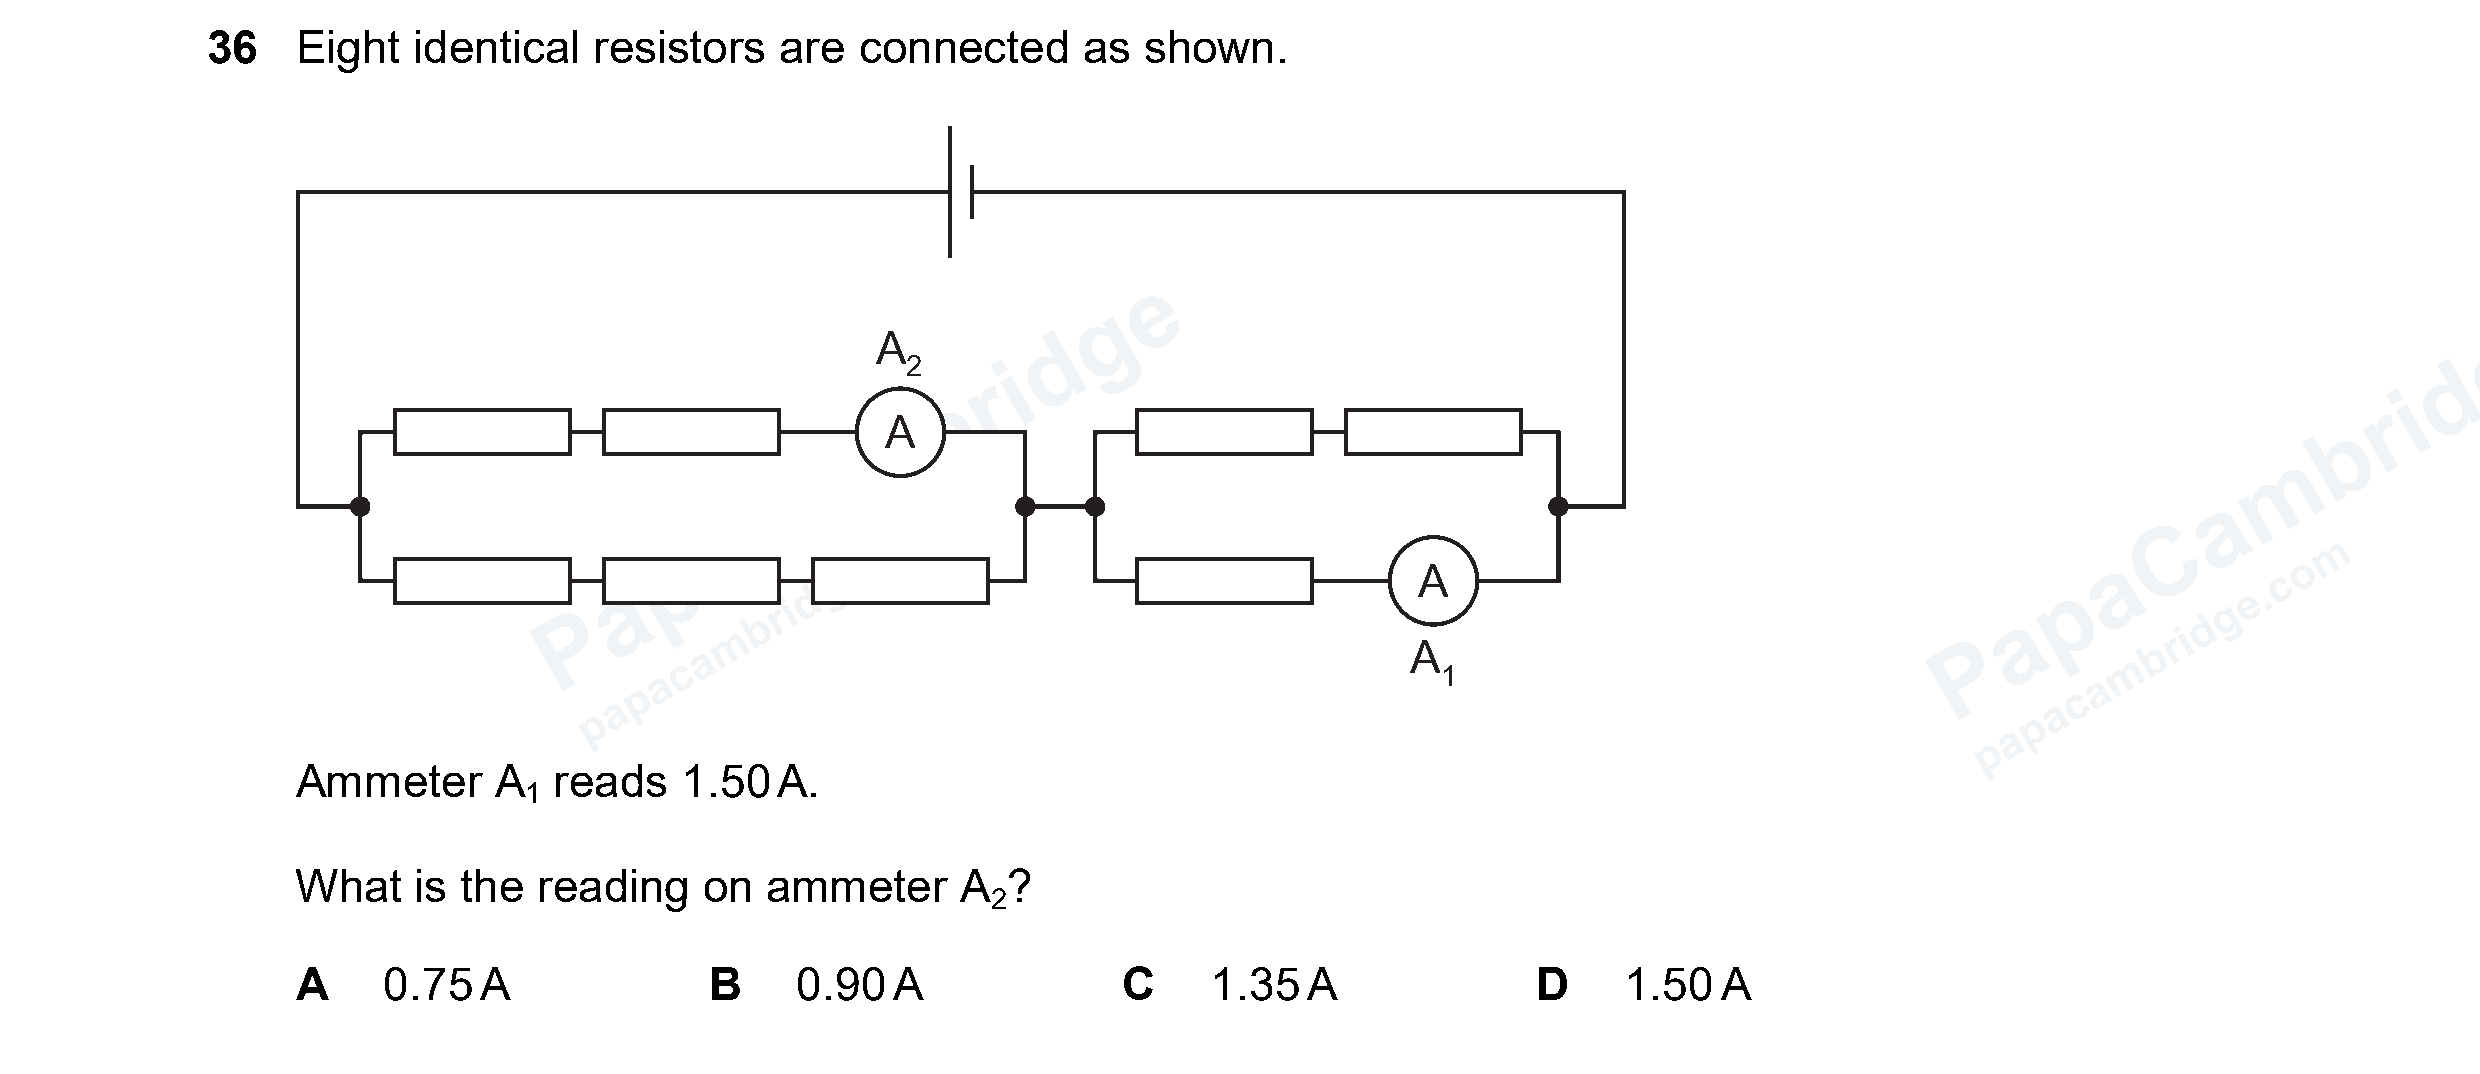 36 Eight identical resistors are connected as shown.
A₂
A
A
A₁
Ammeter A₁ reads 1.50 A.
What is the reading on ammeter A₂?
A 0.75 A B 0.90 A C 1.35 A D 1.50 A
PapaCambridge
papacambridge.com